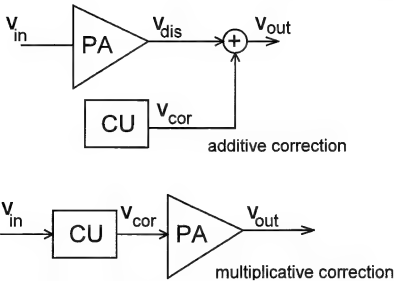 Vin
PA
Vdis
+
Vout
CU
Vcor
additive correction
Vin
CU
Vcor
PA
Vout
multiplicative correction